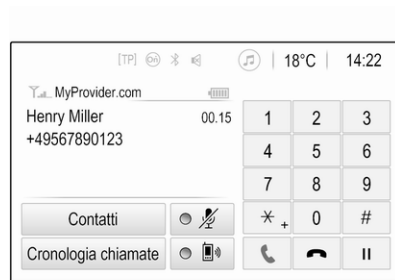 [TP] 18°C 14:22
MyProvider.com
Henry Miller 00.15
+49567890123
1 2 3
4 5 6
7 8 9
* + 0 #
Contatti
Cronologia chiamate